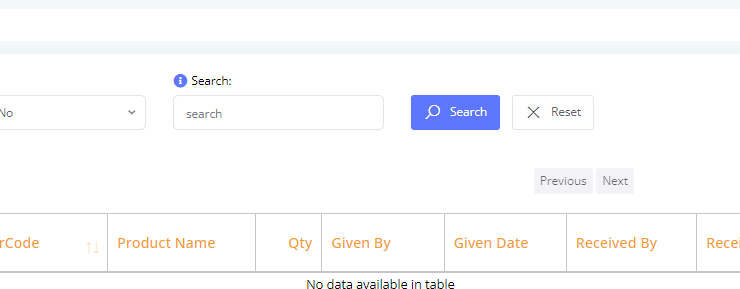 Search:
No
search
Search
Reset
Previous Next
rCode Product Name Qty Given By Given Date Received By Recei
No data available in table